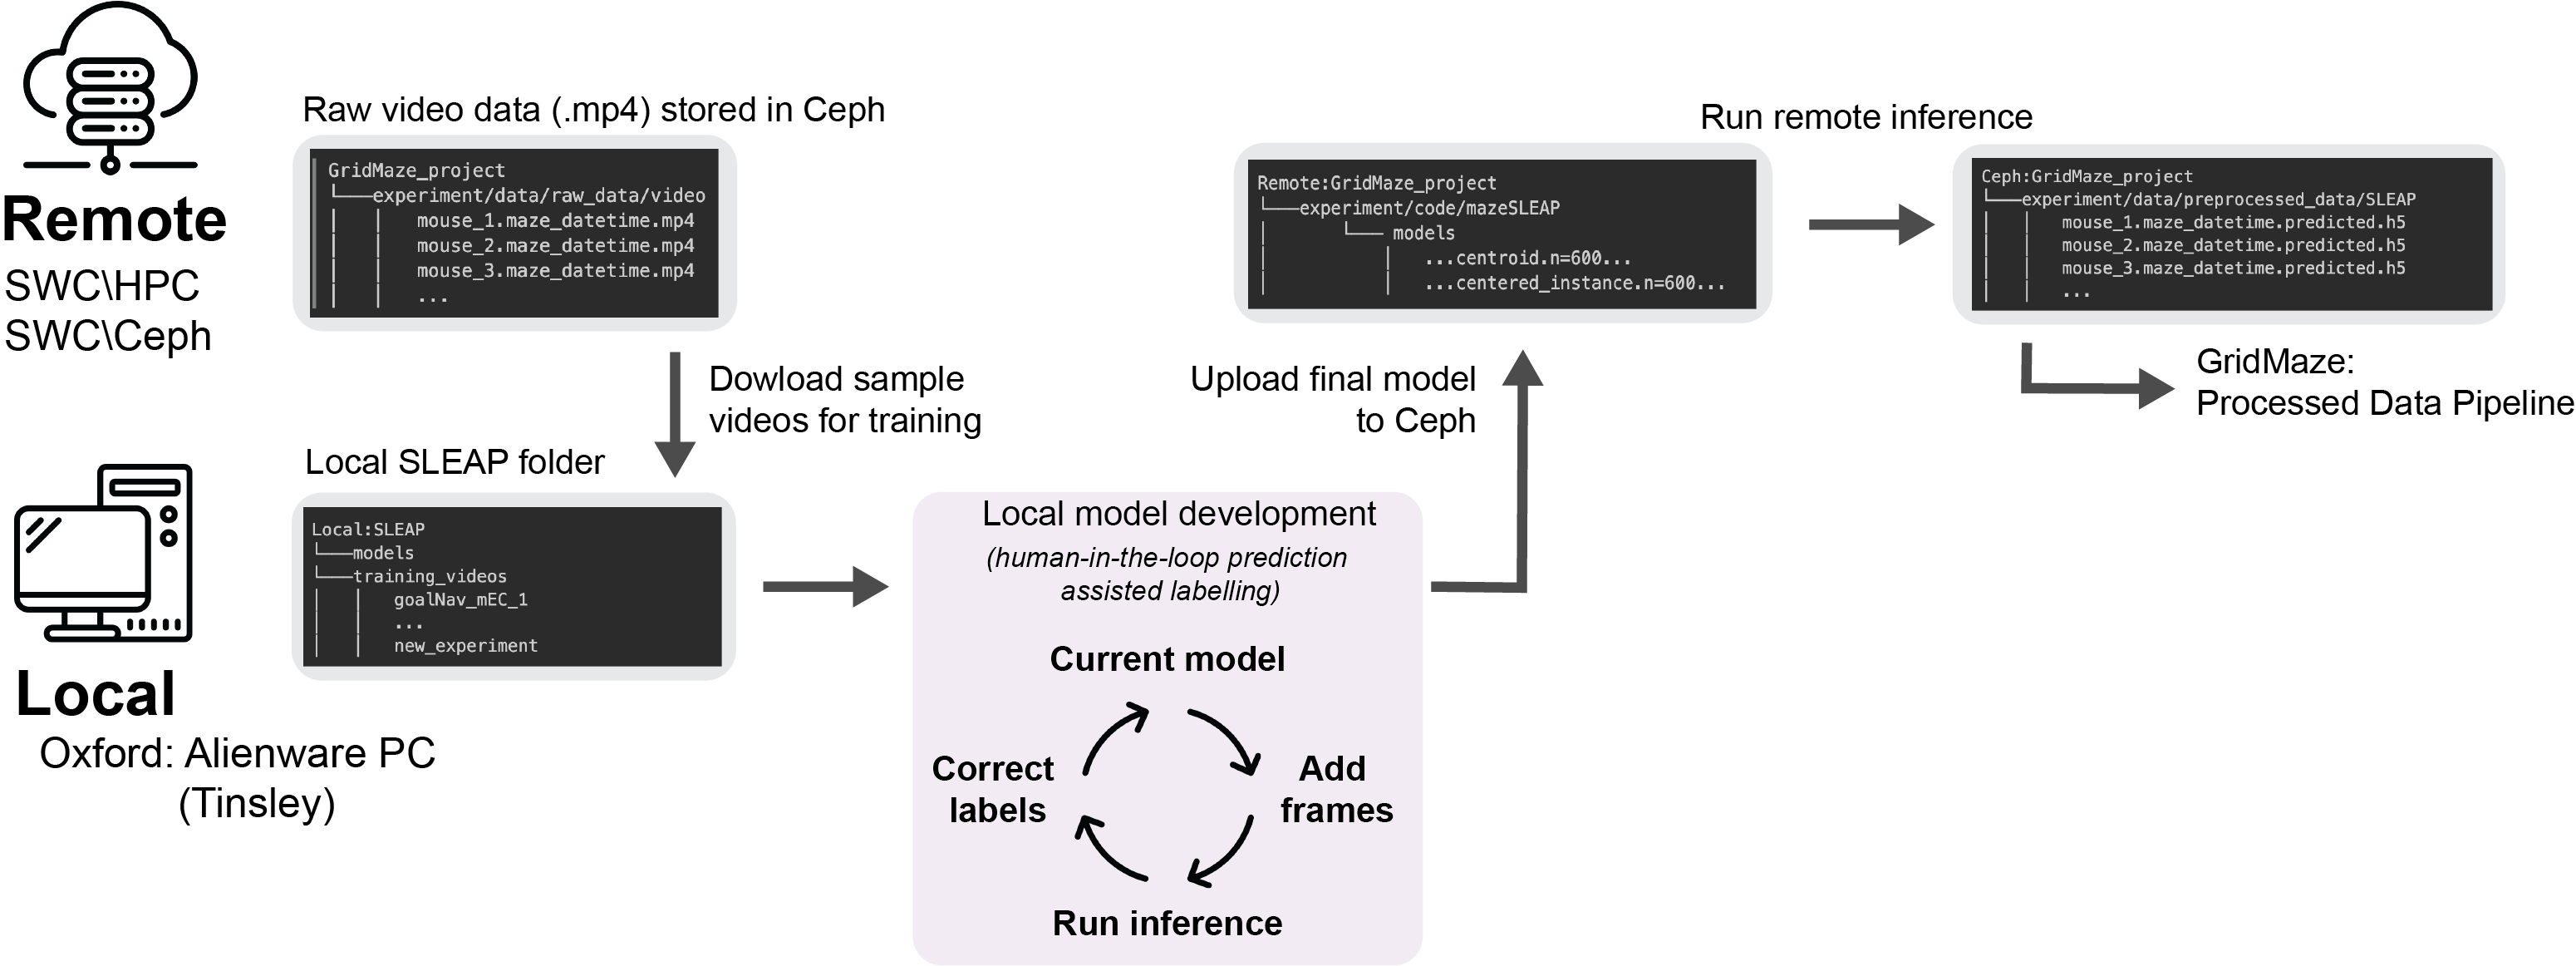 Remote
SWC\HPC
SWC\Ceph
Raw video data (.mp4) stored in Ceph
GridMaze_project
└──experiment/data/raw_data/video
│   │   mouse_1.maze_datetime.mp4
│   │   mouse_2.maze_datetime.mp4
│   │   mouse_3.maze_datetime.mp4
│   │   ...
Dowload sample
videos for training
Local
Oxford: Alienware PC
(Tinsley)
Local SLEAP folder
Local:SLEAP
└──models
└──training_videos
│   │   goalNav_mEC_1
│   │   ...
│   │   new_experiment
Local model development
(human-in-the-loop prediction
assisted labelling)
Current model
Add
frames
Run inference
Correct
labels
Upload final model
to Ceph
Remote:GridMaze_project
└──experiment/code/mazeSLEAP
│      └── models
│          │   ...centroid.n=600...
│          │   ...centered_instance.n=600...
Run remote inference
Ceph:GridMaze_project
└──experiment/data/preprocessed_data/SLEAP
│   │   mouse_1.maze_datetime.predicted.h5
│   │   mouse_2.maze_datetime.predicted.h5
│   │   mouse_3.maze_datetime.predicted.h5
│   │   ...
GridMaze:
Processed Data Pipeline